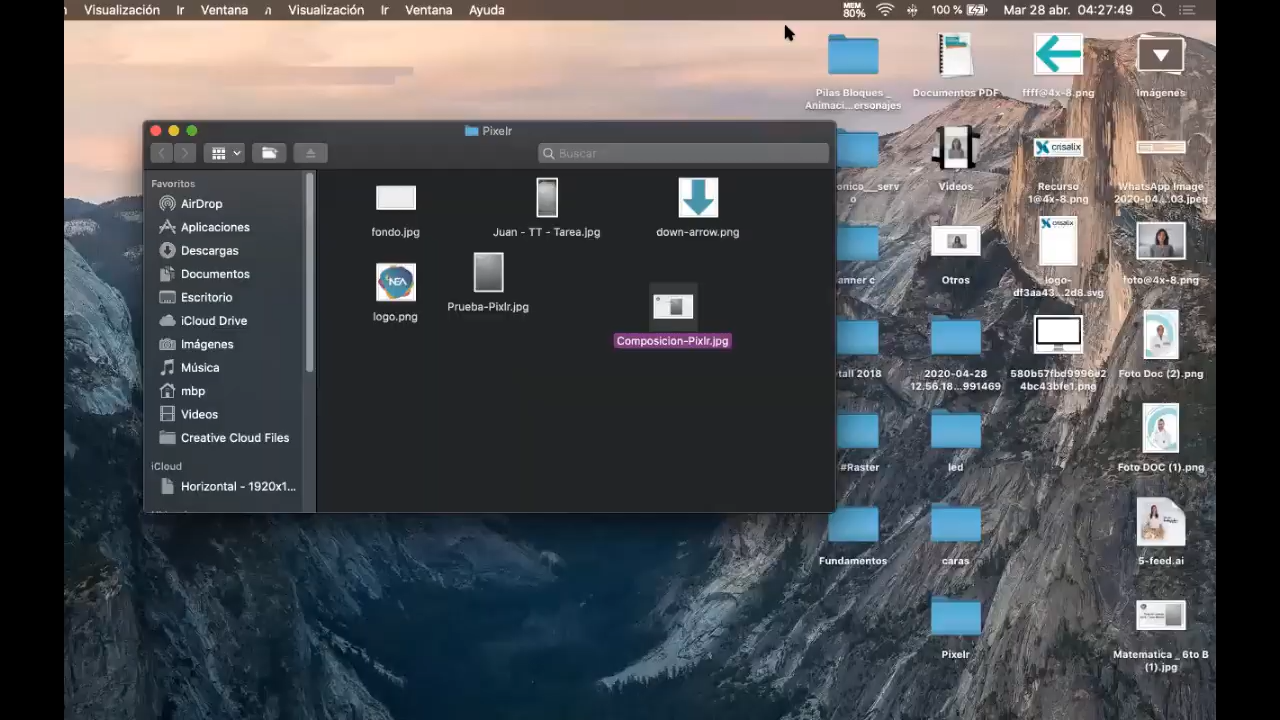 Visualización Ir Ventana Visualización Ir Ventana Ayuda
MEM 80% 100 % Mar 28 abr. 04:27:49
Pixelr
Buscar
Favoritos
AirDrop
Aplicaciones
Descargas
Documentos
Escritorio
iCloud Drive
Imágenes
Música
mbp
Videos
Creative Cloud Files
iCloud
Horizontal - 1920x1...
fondo.jpg
Juan - TT - Tarea.jpg
down-arrow.png
logo.png
Prueba-Pixlr.jpg
Composicion-Pixlr.jpg
Pilas Bloques _
Animaci...ersonajes
Documentos PDF
ffff@4x-8.png
Imágenes
onico___serv
o
Videos
crisalix
Recurso
1@4x-8.png
WhatsApp Image
2020-04....03.jpeg
anner c
Otros
crisalix
logo-
df3aa43...2d8.svg
foto@4x-8.png
tall 2018
2020-04-28
12.56.18...991469
580b57fbd9996e2
4bc43bfe1.png
Foto Doc (2).png
#Raster
led
Foto DOC (1).png
Fundamentos
caras
5-feed.ai
Pixelr
Matematica _ 6to B
(1).jpg